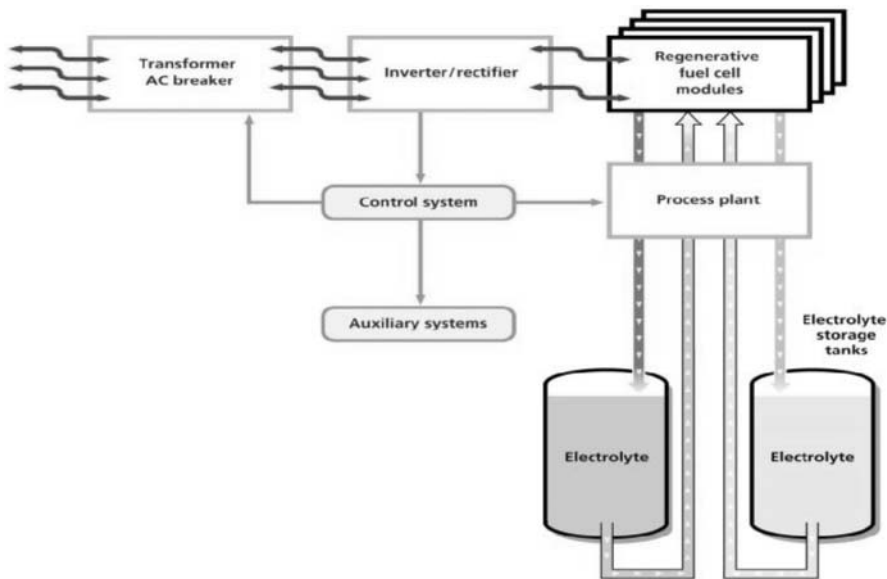 Transformer
AC breaker
Inverter/rectifier
Regenerative
fuel cell
modules
Control system
Process plant
Auxiliary systems
Electrolyte
storage
tanks
Electrolyte
Electrolyte